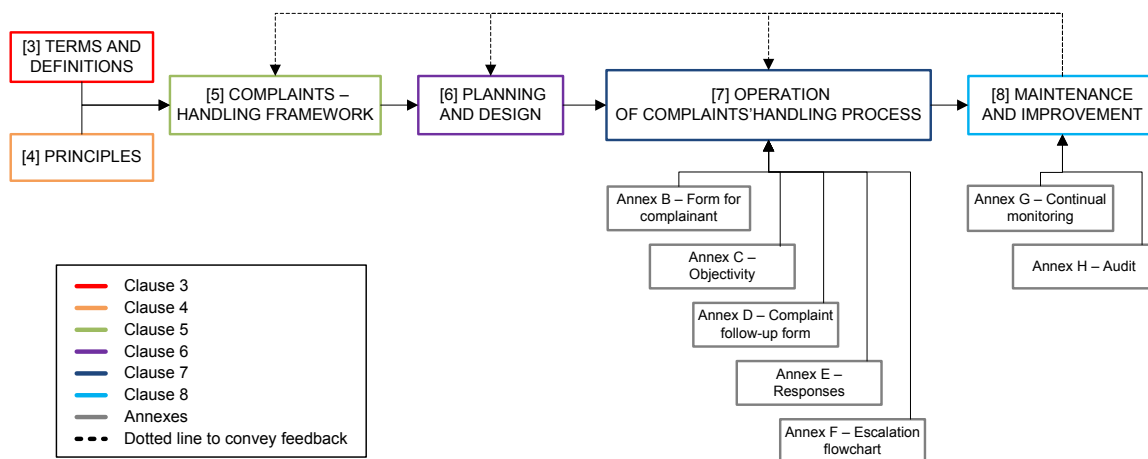 [3] TERMS AND
DEFINITIONS
[4] PRINCIPLES
[5] COMPLAINTS –
HANDLING FRAMEWORK
[6] PLANNING
AND DESIGN
[7] OPERATION
OF COMPLAINTS'HANDLING PROCESS
[8] MAINTENANCE
AND IMPROVEMENT
Annex B – Form for
complainant
Annex C –
Objectivity
Annex D – Complaint
follow-up form
Annex E –
Responses
Annex F – Escalation
flowchart
Annex G – Continual
monitoring
Annex H – Audit
Clause 3
Clause 4
Clause 5
Clause 6
Clause 7
Clause 8
Annexes
Dotted line to convey feedback